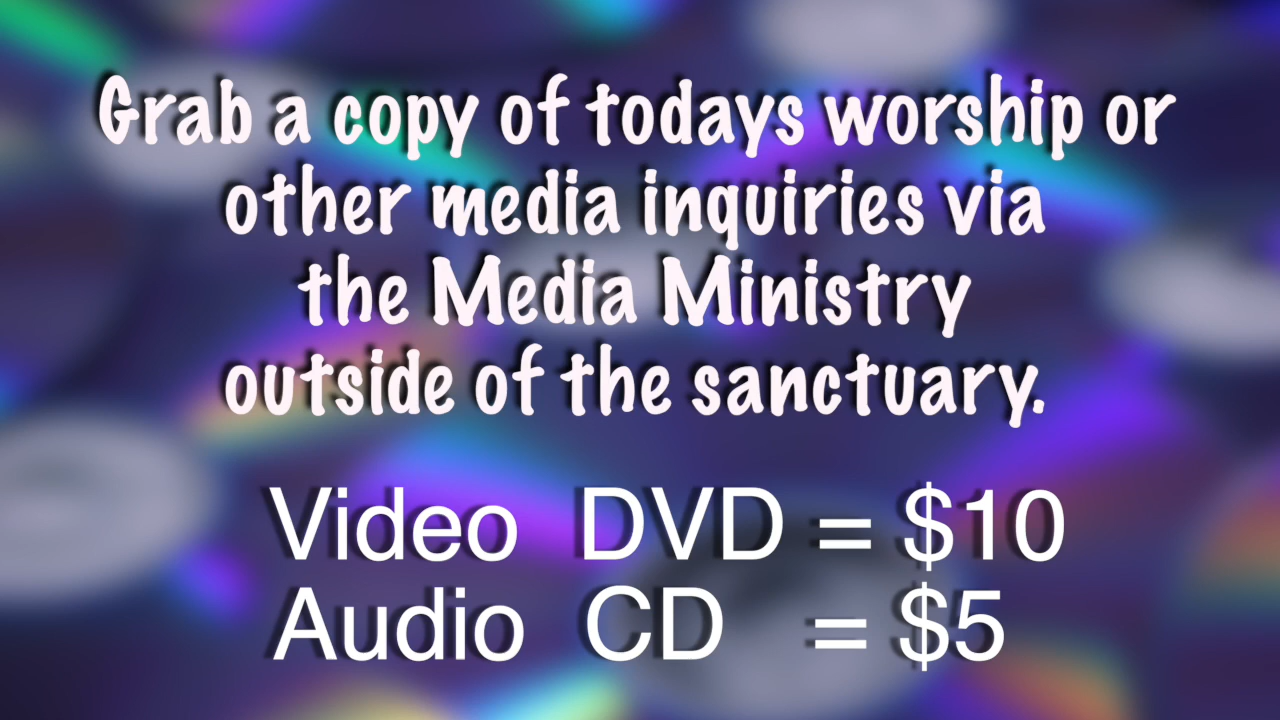 Grab a copy of todays worship or
other media inquiries via
the Media Ministry
outside of the sanctuary.
Video DVD = $10
Audio CD = $5